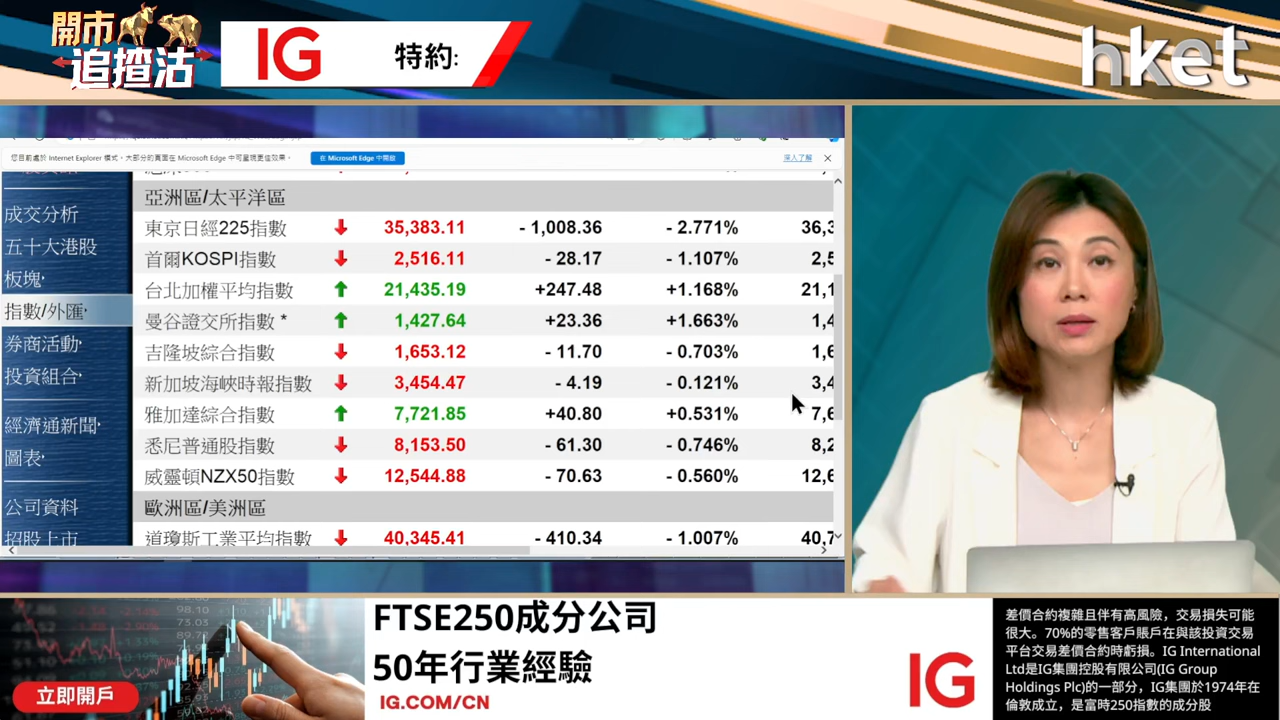 開市
追揸沽
IG
特約:
hket
您目前處於 Internet Explorer 模式。大部分的頁面在 Microsoft Edge 中可呈現更佳效果。
在 Microsoft Edge 中開啟
深入了解
成交分析
五十大港股
板塊
指數/外匯
券商活動
投資組合
經濟通新聞
圖表
公司資料
招股上市
亞洲區/太平洋區
東京日經225指數 35,383.11 - 1,008.36 - 2.771% 36,3
首爾KOSPI指數 2,516.11 - 28.17 - 1.107% 2,5
台北加權平均指數 21,435.19 +247.48 +1.168% 21,1
曼谷證交所指數 * 1,427.64 +23.36 +1.663% 1,4
吉隆坡綜合指數 1,653.12 - 11.70 - 0.703% 1,6
新加坡海峽時報指數 3,454.47 - 4.19 - 0.121% 3,4
雅加達綜合指數 7,721.85 +40.80 +0.531% 7,6
悉尼普通股指數 8,153.50 - 61.30 - 0.746% 8,2
威靈頓NZX50指數 12,544.88 - 70.63 - 0.560% 12,6
歐洲區/美洲區
道瓊斯工業平均指數 40,345.41 - 410.34 - 1.007% 40,7
立即開戶
FTSE250成分公司
50年行業經驗
IG.COM/CN
IG
差價合約複雜且伴有高風險，交易損失可能
很大。70%的零售客戶賬戶在與該投資交易
平台交易差價合約時虧損。IG International
Ltd是IG集團控股有限公司(IG Group
Holdings Plc)的一部分，IG集團於1974年在
倫敦成立，是富時250指數的成分股